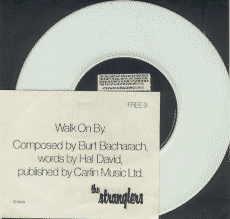 FREE 9
Walk On By.
Composed by Burt Bacharach,
words by Hal David,
published by Carlin Music Ltd.
the stranglers